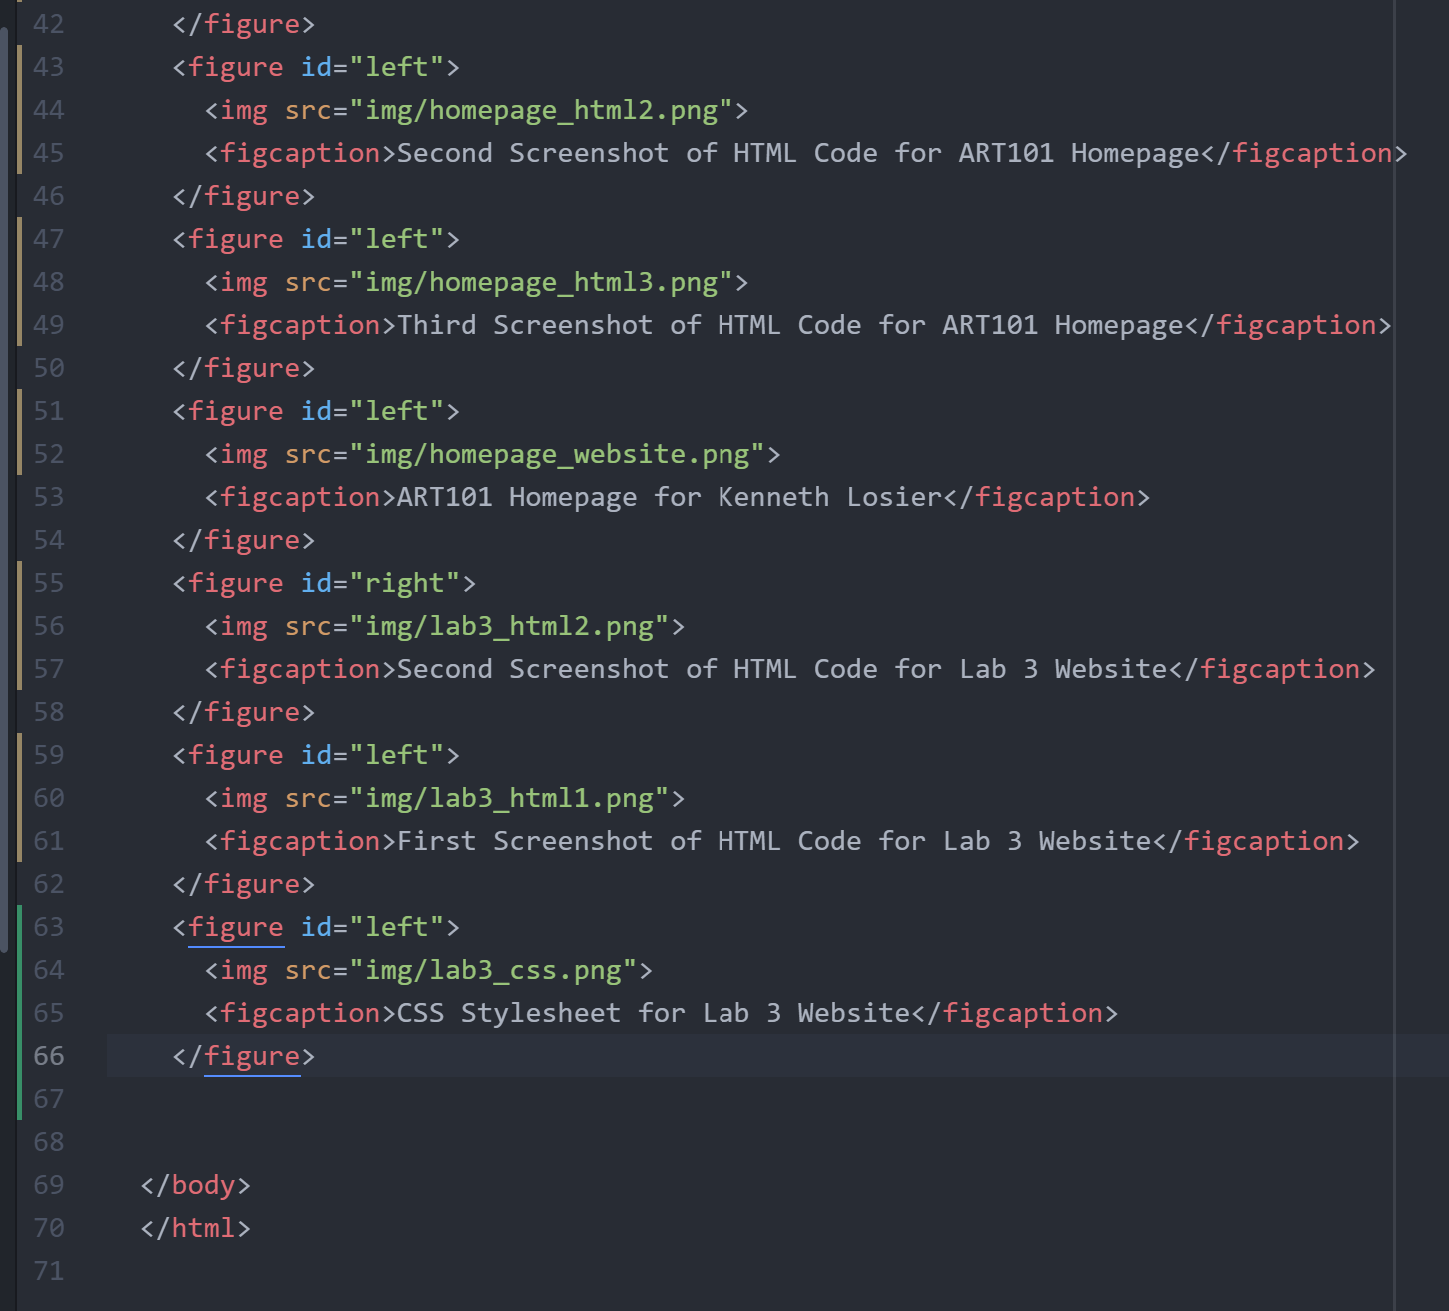 42 </figure>
43 <figure id="left">
44 <img src="img/homepage_html2.png">
45 <figcaption>Second Screenshot of HTML Code for ART101 Homepage</figcaption>
46 </figure>
47 <figure id="left">
48 <img src="img/homepage_html3.png">
49 <figcaption>Third Screenshot of HTML Code for ART101 Homepage</figcaption>
50 </figure>
51 <figure id="left">
52 <img src="img/homepage_website.png">
53 <figcaption>ART101 Homepage for Kenneth Losier</figcaption>
54 </figure>
55 <figure id="right">
56 <img src="img/lab3_html2.png">
57 <figcaption>Second Screenshot of HTML Code for Lab 3 Website</figcaption>
58 </figure>
59 <figure id="left">
60 <img src="img/lab3_html1.png">
61 <figcaption>First Screenshot of HTML Code for Lab 3 Website</figcaption>
62 </figure>
63 <figure id="left">
64 <img src="img/lab3_css.png">
65 <figcaption>CSS Stylesheet for Lab 3 Website</figcaption>
66 </figure>
67
68
69 </body>
70 </html>
71